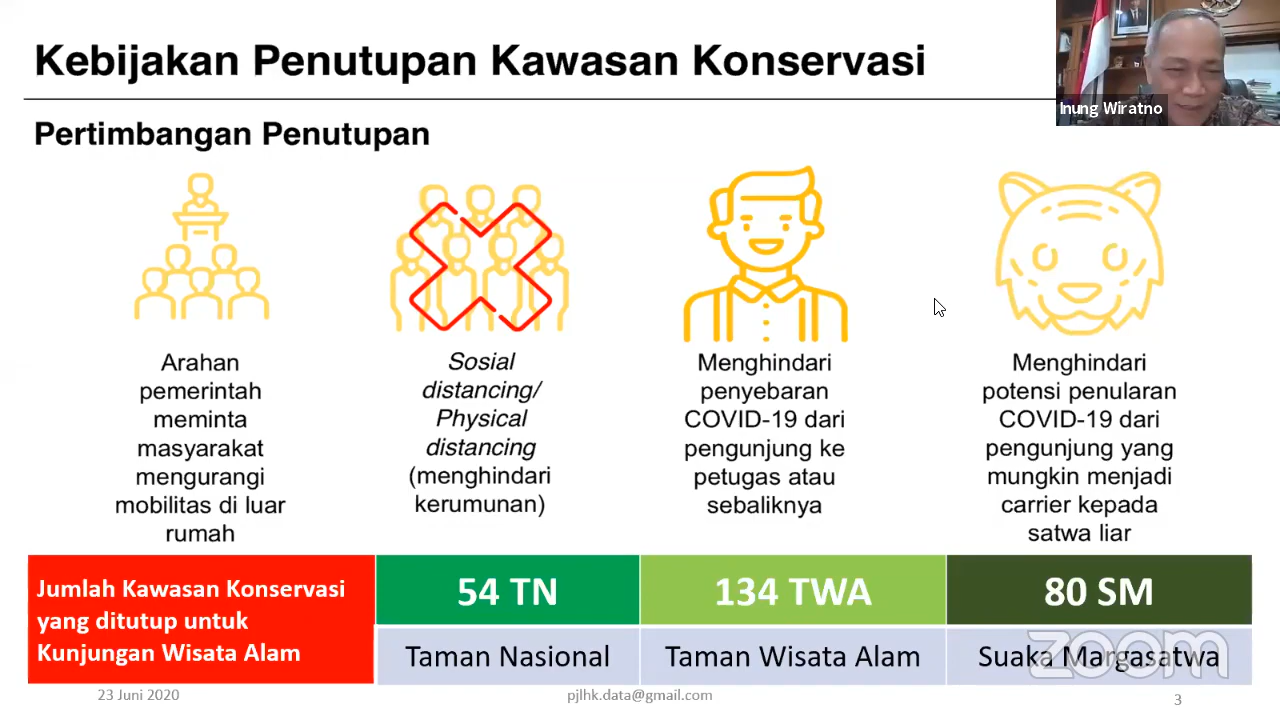 Kebijakan Penutupan Kawasan Konservasi
Inung Wiratno
Pertimbangan Penutupan
Arahan
pemerintah
meminta
masyarakat
mengurangi
mobilitas di luar
rumah
Sosial
distancing/
Physical
distancing
(menghindari
kerumunan)
Menghindari
penyebaran
COVID-19 dari
pengunjung ke
petugas atau
sebaliknya
Menghindari
potensi penularan
COVID-19 dari
pengunjung yang
mungkin menjadi
carrier kepada
satwa liar
Jumlah Kawasan Konservasi
yang ditutup untuk
Kunjungan Wisata Alam
54 TN
134 TWA
80 SM
Taman Nasional
Taman Wisata Alam
Suaka Margasatwa
zoom
23 Juni 2020
pjlhk.data@gmail.com
3